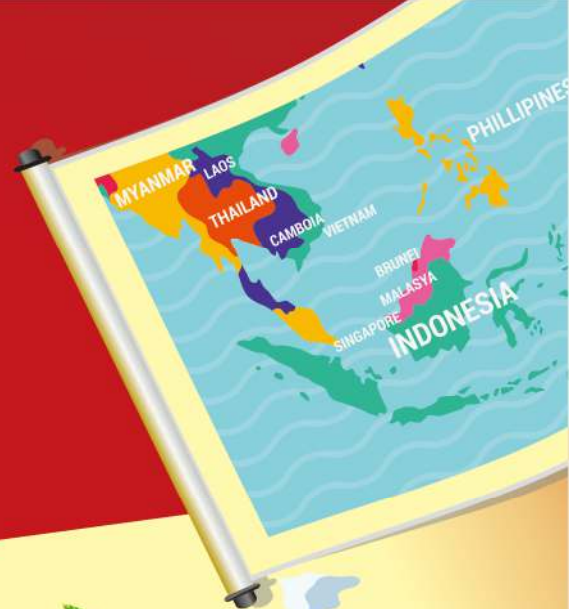 MYANMAR
LAOS
THAILAND
CAMBOIA
VIETNAM
PHILLIPINES
BRUNEI
MALASYA
SINGAPORE
INDONESIA